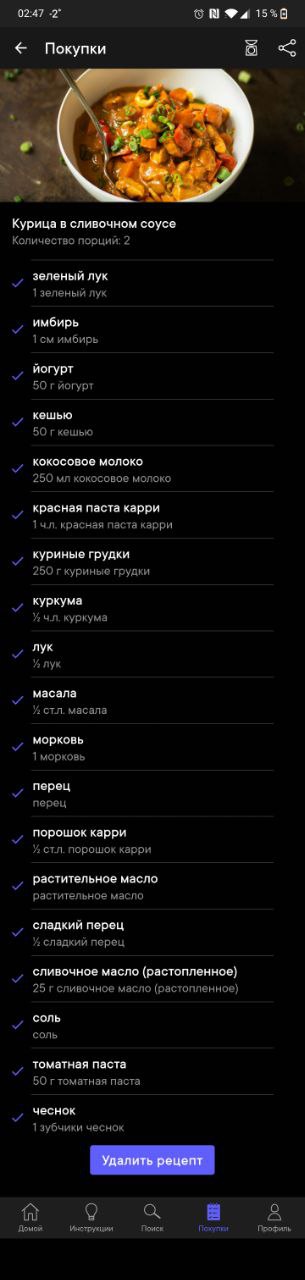 02:47 -2° 15 %
Покупки
Курица в сливочном соусе
Количество порций: 2
зеленый лук
1 зеленый лук
имбирь
1 см имбирь
йогурт
50 г йогурт
кешью
50 г кешью
кокосовое молоко
250 мл кокосовое молоко
красная паста карри
1 ч.л. красная паста карри
куриные грудки
250 г куриные грудки
куркума
½ ч.л. куркума
лук
½ лук
масала
½ ст.л. масала
морковь
1 морковь
перец
перец
порошок карри
½ ст.л. порошок карри
растительное масло
растительное масло
сладкий перец
½ сладкий перец
сливочное масло (растопленное)
25 г сливочное масло (растопленное)
соль
соль
томатная паста
50 г томатная паста
чеснок
1 зубчики чеснок
Удалить рецепт
Домой Инструкции Поиск Покупки Профиль